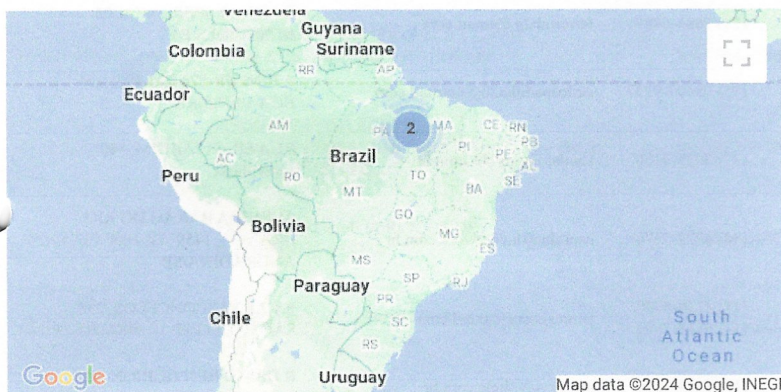 Venezuela
Guyana
Colombia
Suriname
RR
AP
Ecuador
AM
PA
2
MA
CE
RN
PB
PI
Brazil
PE
AL
AC
Peru
RO
TO
SE
MT
BA
GO
Bolivia
MG
ES
MS
SP
RJ
Paraguay
PR
Chile
SC
South
Atlantic
Ocean
RS
Google
Uruguay
Map data ©2024 Google, INEGI